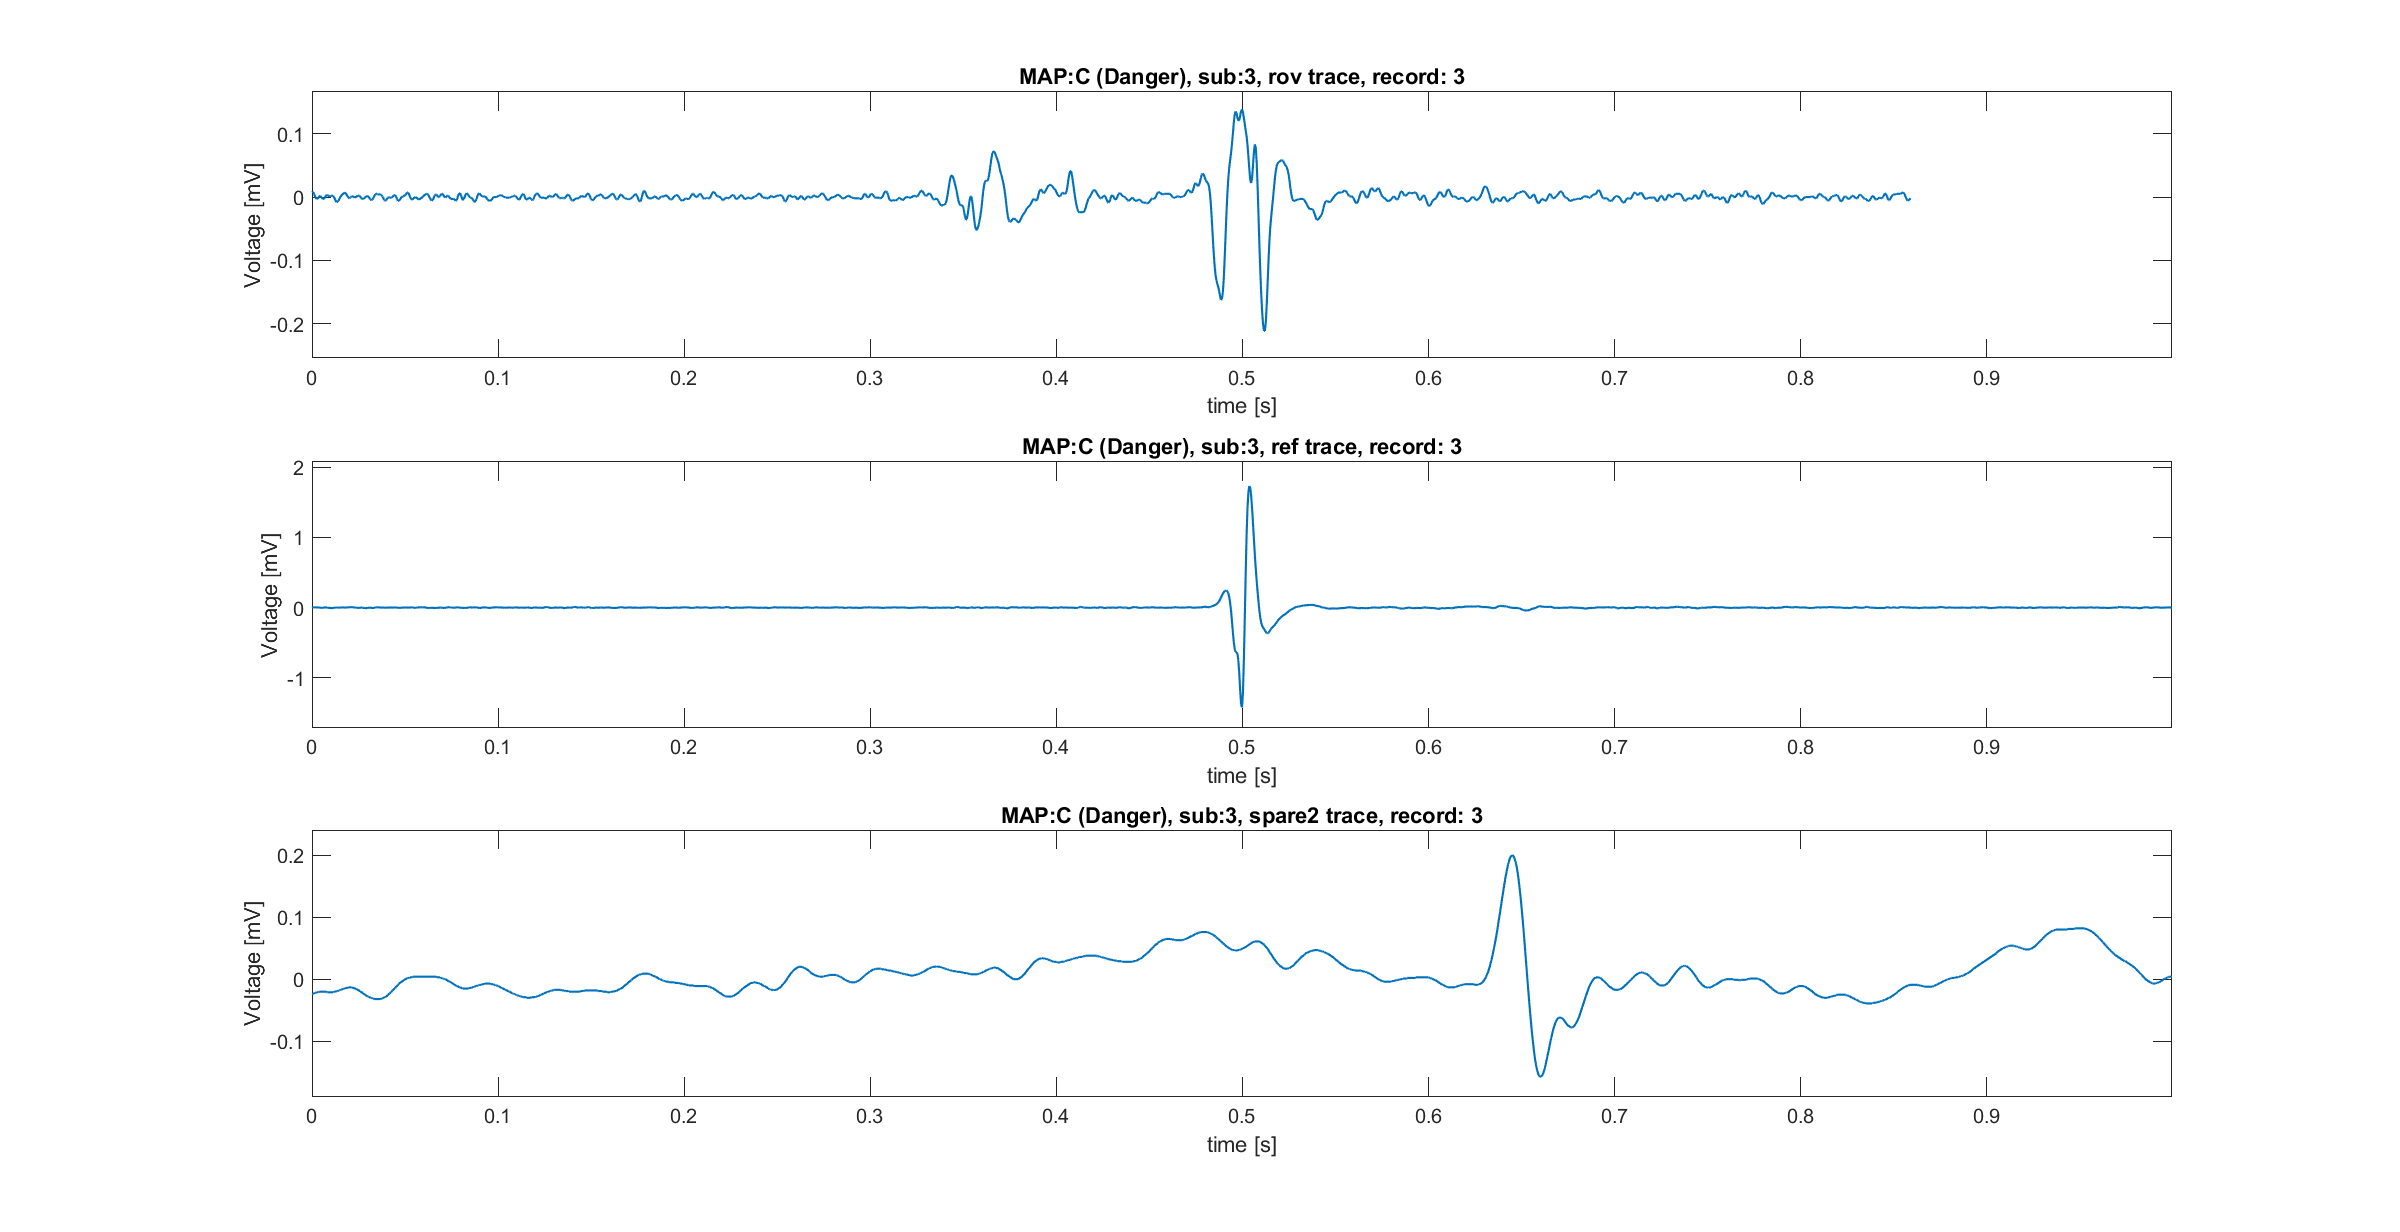 MAP:C (Danger), sub:3, rov trace, record: 3
Voltage [mV]
0.1
0
-0.1
-0.2
0 0.1 0.2 0.3 0.4 0.5 0.6 0.7 0.8 0.9
time [s]
MAP:C (Danger), sub:3, ref trace, record: 3
Voltage [mV]
2
1
0
-1
0 0.1 0.2 0.3 0.4 0.5 0.6 0.7 0.8 0.9
time [s]
MAP:C (Danger), sub:3, spare2 trace, record: 3
Voltage [mV]
0.2
0.1
0
-0.1
0 0.1 0.2 0.3 0.4 0.5 0.6 0.7 0.8 0.9
time [s]